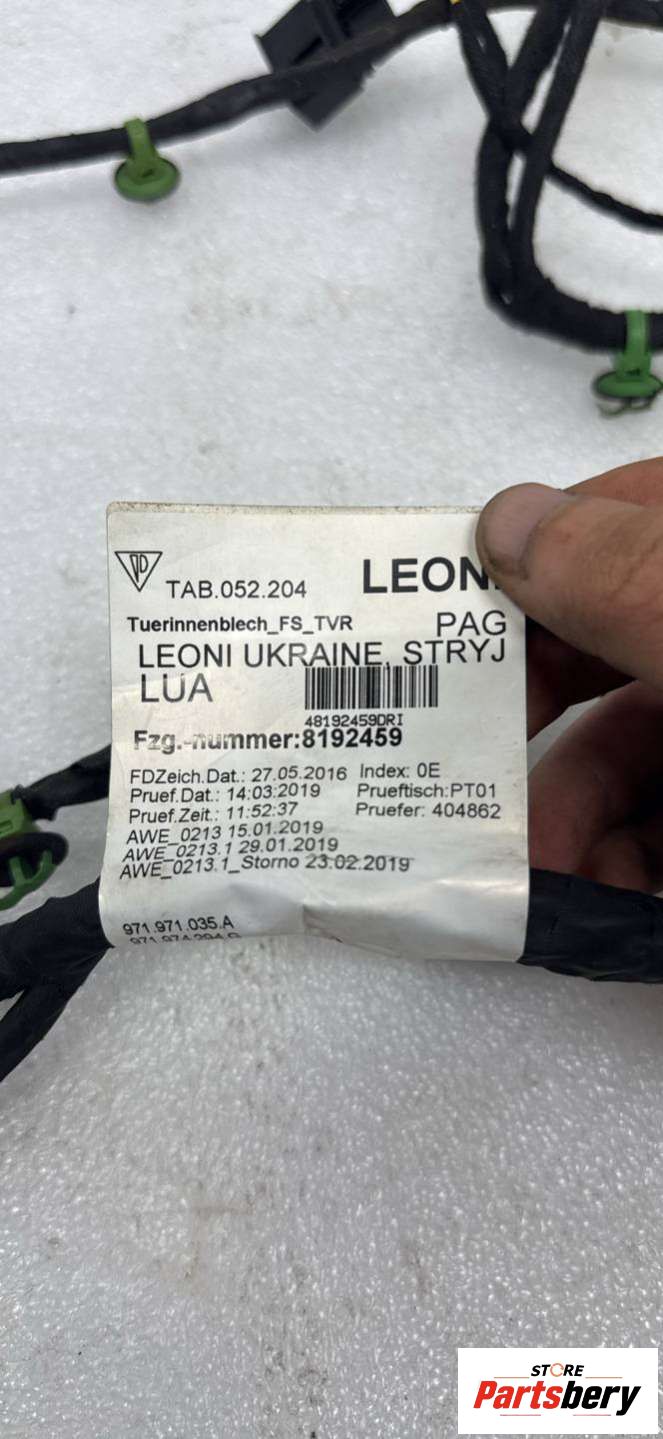 TAB.052.204
LEONI
Tuerinnenblech_FS_TVR
PAG
LEONI UKRAINE, STRYJ
LUA
48192459DRI
Fzg.-nummer:8192459
FDZeich.Dat.: 27.05.2016 Index: 0E
Pruef.Dat.: 14:03:2019 Prueftisch:PT01
Pruef.Zeit.: 11:52:37 Pruefer: 404862
AWE_0213 15.01.2019
AWE_0213.1 29.01.2019
AWE_0213.1_Storno 23.02.2019
971.971.035.A
STORE
Partsbery